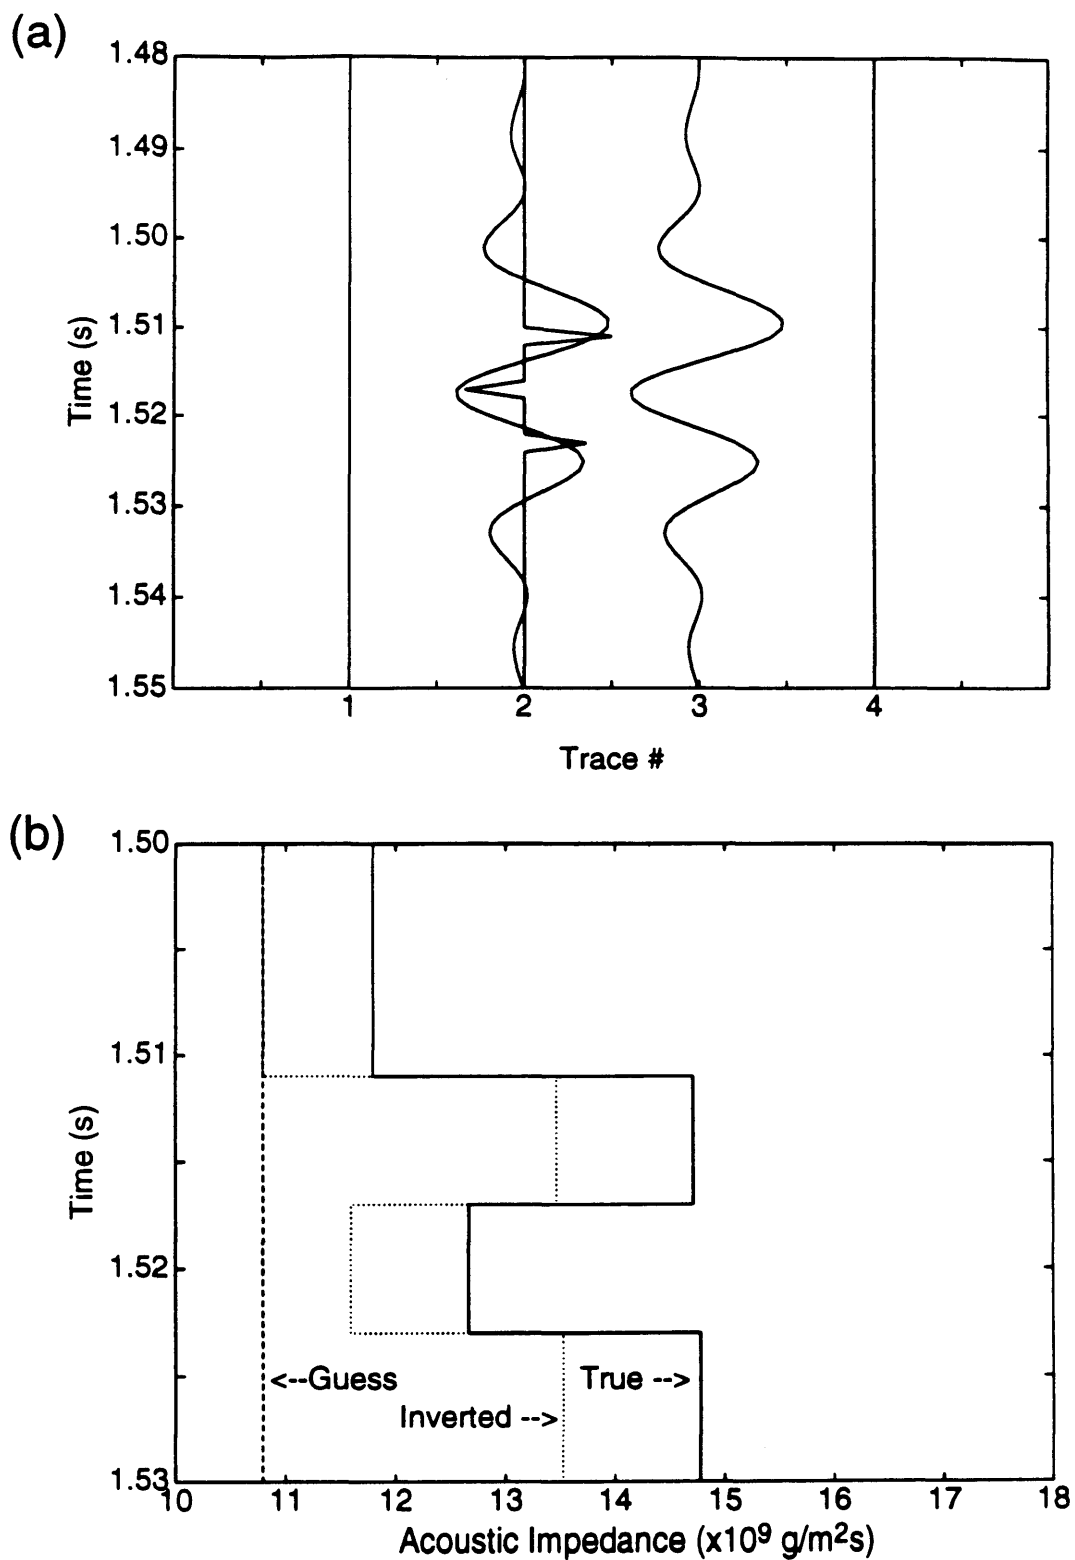 (a)
1.48
1.49
1.50
1.51
1.52
1.53
1.54
1.55
Time (s)
1 2 3 4
Trace #
(b)
1.50
1.51
1.52
1.53
Time (s)
<--Guess
True -->
Inverted -->
10 11 12 13 14 15 16 17 18
Acoustic Impedance (x10⁹ g/m²s)